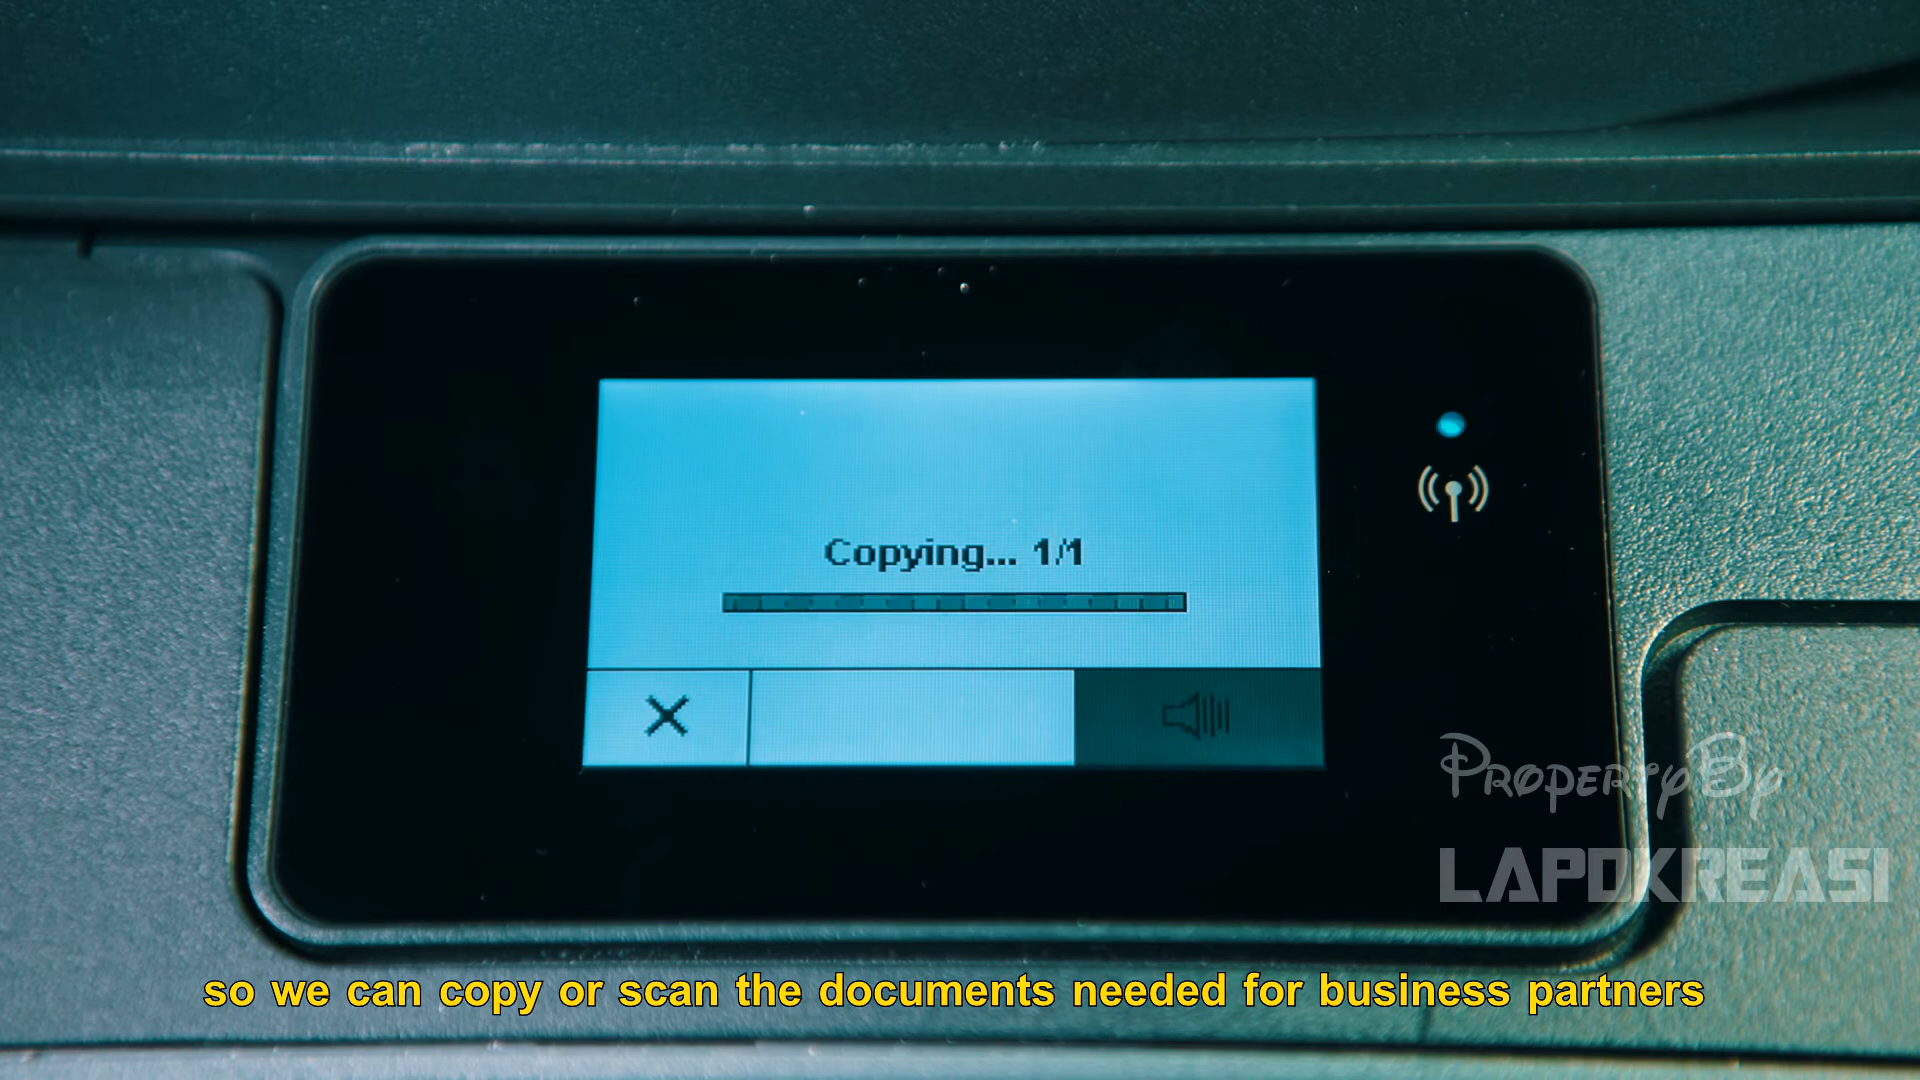 Copying... 1/1
Property By
LAPDKREASI
so we can copy or scan the documents needed for business partners